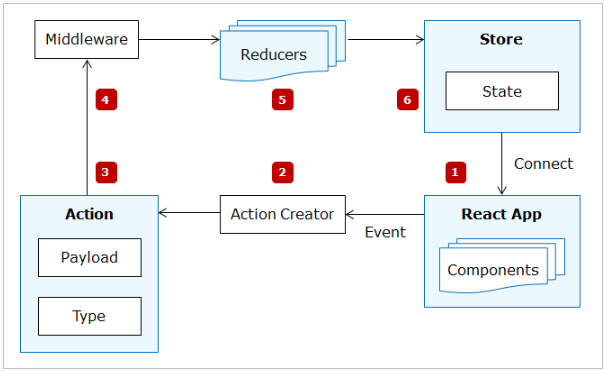 Middleware
Reducers
Store
State
4
5
6
Connect
3
2
1
Action
Action Creator
React App
Event
Payload
Components
Type